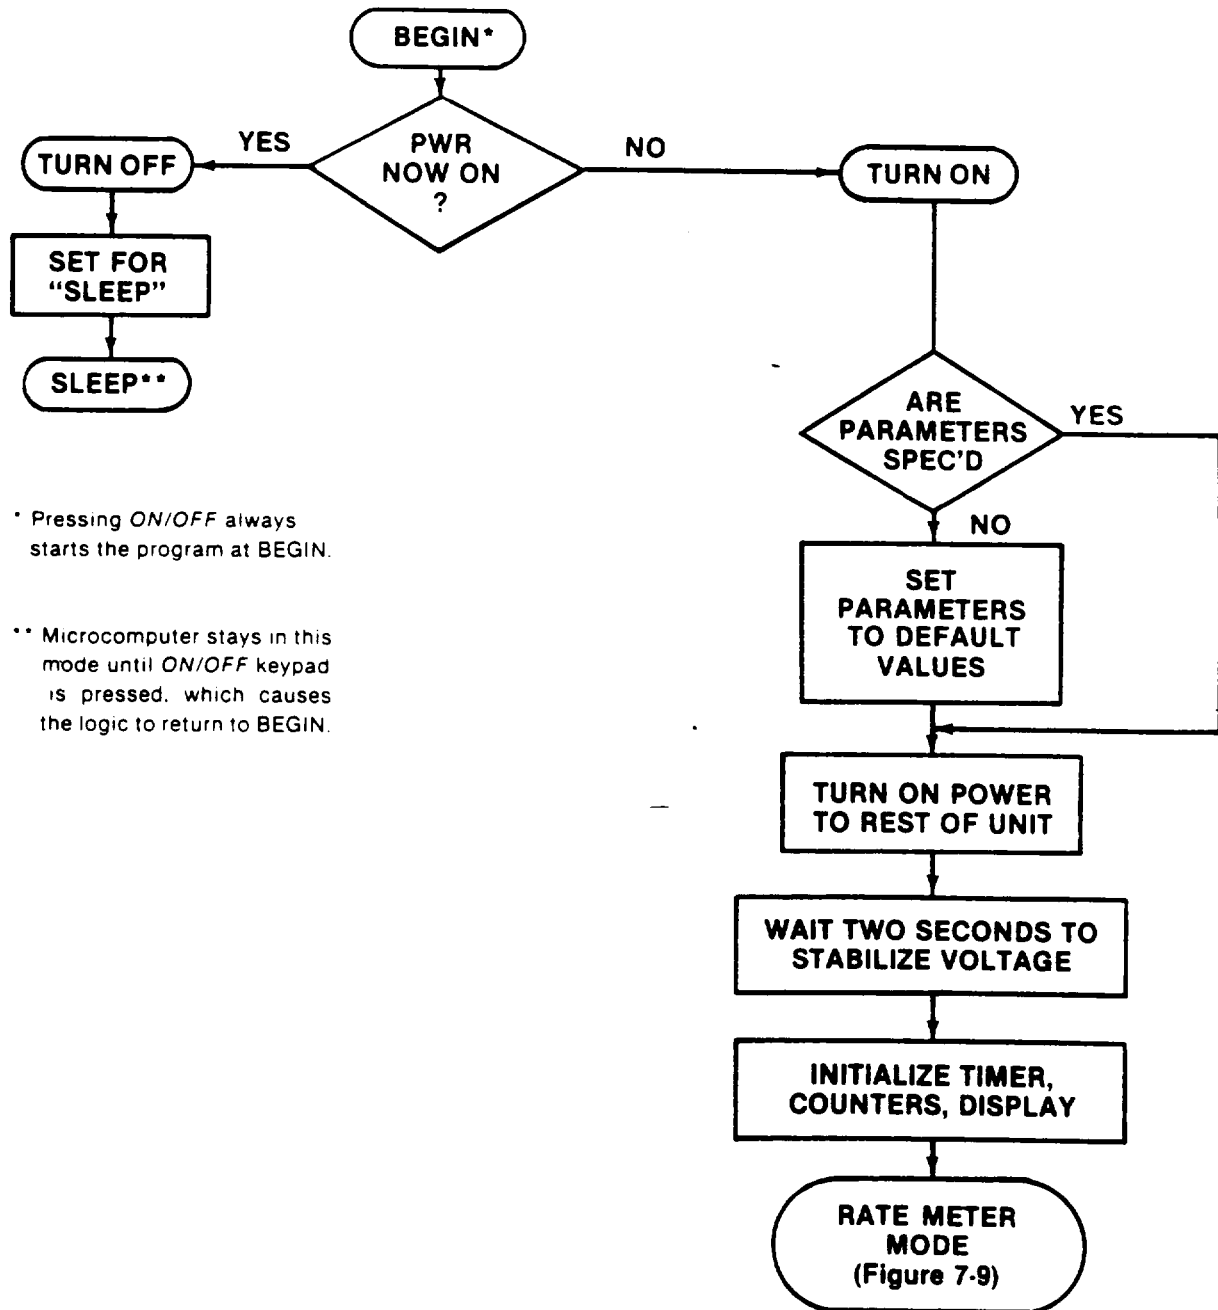 BEGIN*
PWR
NOW ON
?
YES
NO
TURN OFF
TURN ON
SET FOR
"SLEEP"
SLEEP**
ARE
PARAMETERS
SPEC'D
YES
NO
* Pressing ON/OFF always
starts the program at BEGIN.
** Microcomputer stays in this
mode until ON/OFF keypad
is pressed, which causes
the logic to return to BEGIN.
SET
PARAMETERS
TO DEFAULT
VALUES
TURN ON POWER
TO REST OF UNIT
WAIT TWO SECONDS TO
STABILIZE VOLTAGE
INITIALIZE TIMER,
COUNTERS, DISPLAY
RATE METER
MODE
(Figure 7-9)